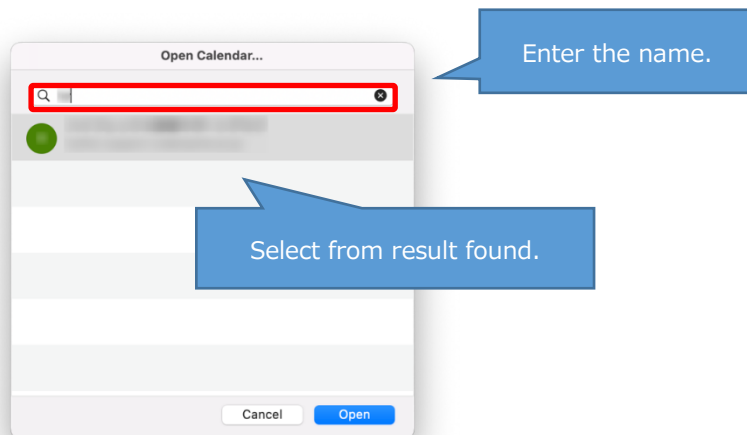 Open Calendar...
Enter the name.
Select from result found.
Cancel
Open